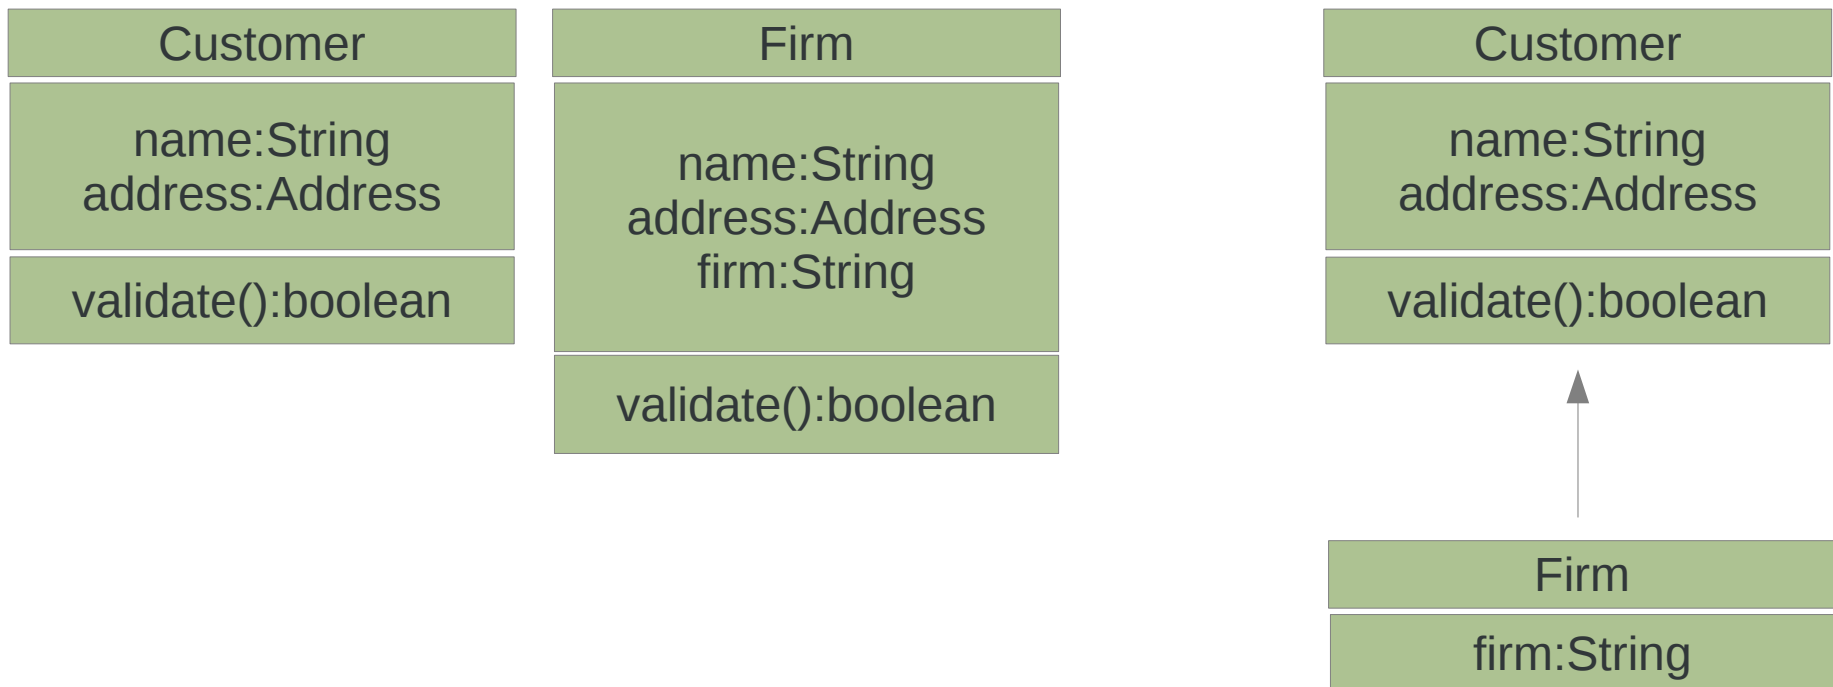 Customer
name:String
address:Address
validate():boolean
Firm
name:String
address:Address
firm:String
validate():boolean
Customer
name:String
address:Address
validate():boolean
Firm
firm:String